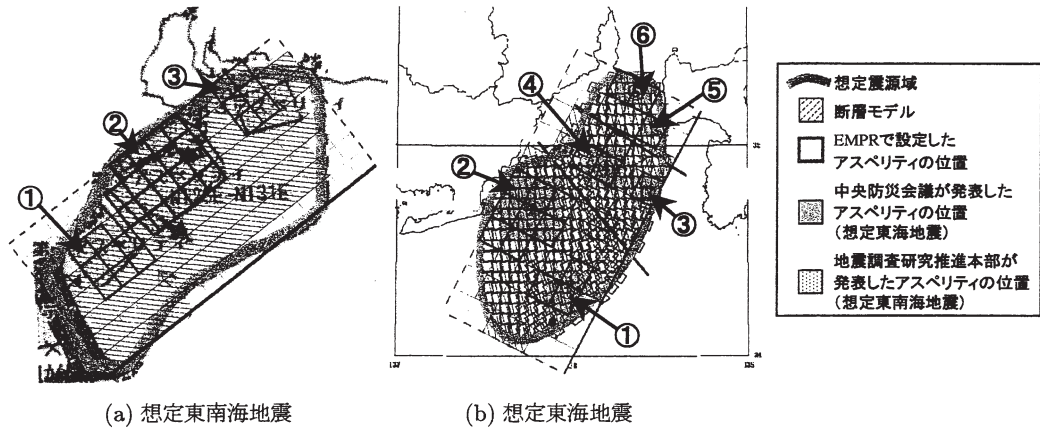 ③
②
①
(a) 想定東南海地震
⑥
④
⑤
②
③
①
(b) 想定東海地震
想定震源域
断層モデル
EMPRで設定した
アスペリティの位置
中央防災会議が発表した
アスペリティの位置
(想定東海地震)
地震調査研究推進本部が
発表したアスペリティの位置
(想定東南海地震)